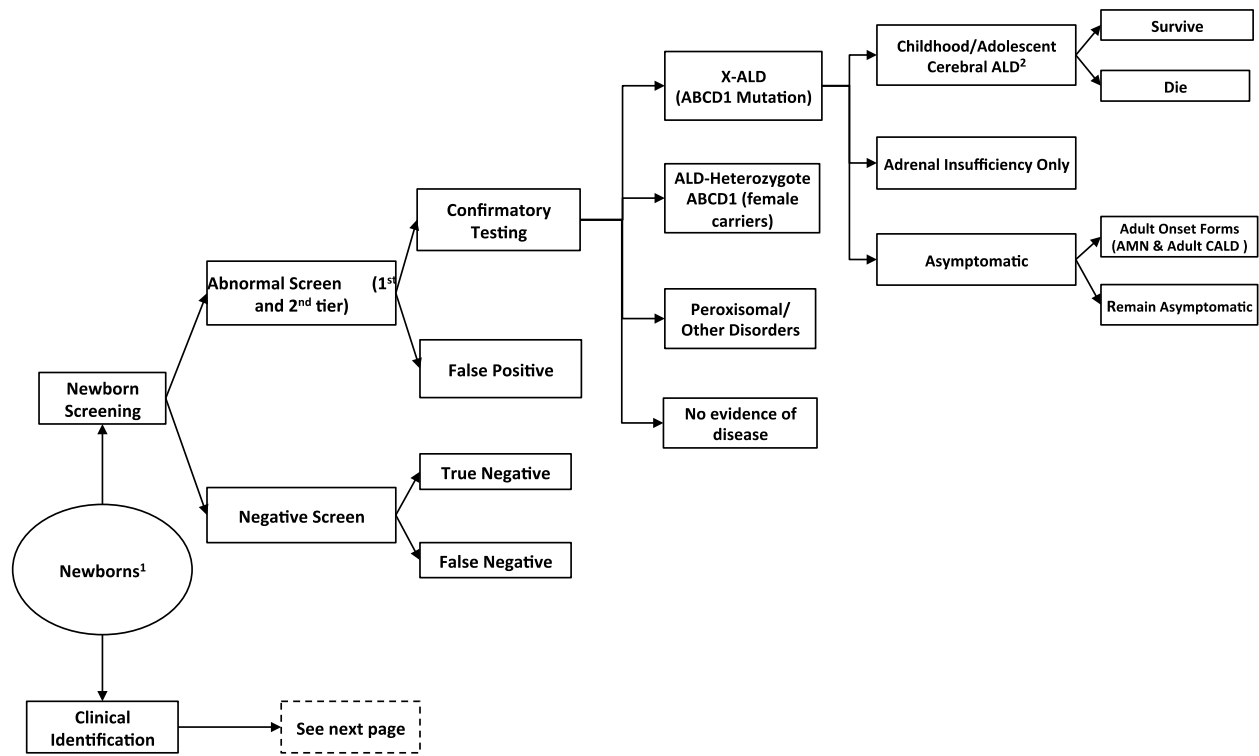 Survive
Childhood/Adolescent
Cerebral ALD²
Die
X-ALD
(ABCD1 Mutation)
Adrenal Insufficiency Only
ALD-Heterozygote
ABCD1 (female
carriers)
Confirmatory
Testing
Adult Onset Forms
(AMN & Adult CALD )
Asymptomatic
Remain Asymptomatic
Abnormal Screen (1st
and 2nd tier)
Peroxisomal/
Other Disorders
False Positive
Newborn
Screening
No evidence of
disease
True Negative
Negative Screen
False Negative
Newborns¹
Clinical
Identification
See next page